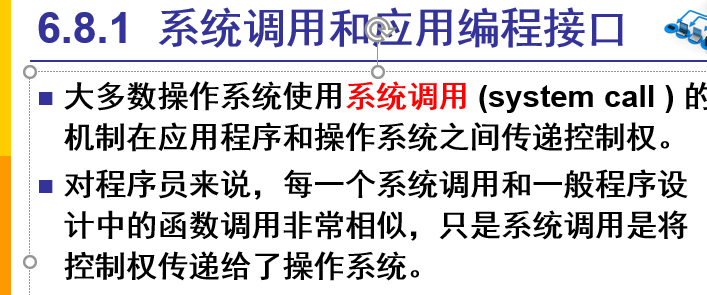 6.8.1 系统调用和应用编程接口
大多数操作系统使用系统调用 (system call ) 的
机制在应用程序和操作系统之间传递控制权。
对程序员来说，每一个系统调用和一般程序设
计中的函数调用非常相似，只是系统调用是将
控制权传递给了操作系统。